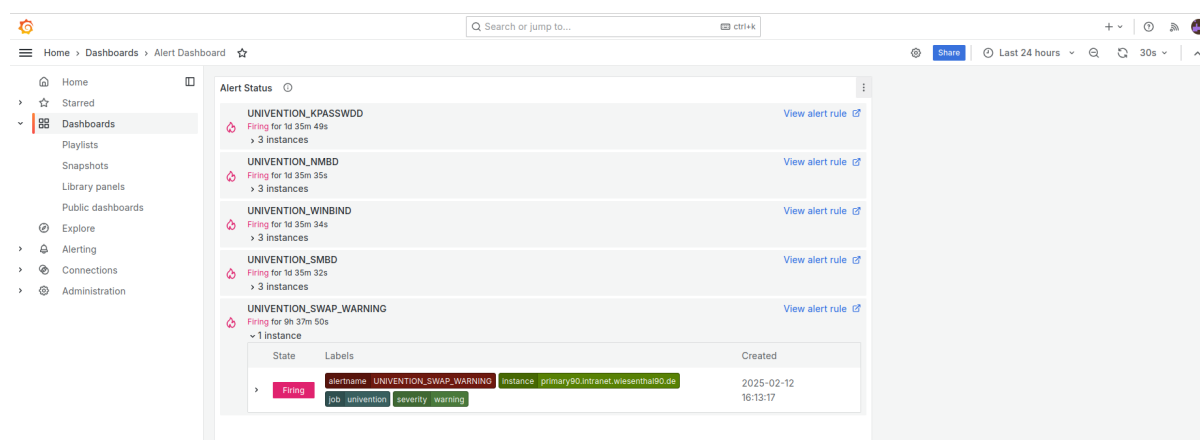 Search or jump to...
ctrl+k
Home › Dashboards › Alert Dashboard
Share
Last 24 hours
30s
Home
Starred
Dashboards
Playlists
Snapshots
Library panels
Public dashboards
Explore
Alerting
Connections
Administration
Alert Status
UNIVENTION_KPASSWDD
View alert rule
Firing for 1d 35m 49s
3 instances
UNIVENTION_NMBD
View alert rule
Firing for 1d 35m 35s
3 instances
UNIVENTION_WINBIND
View alert rule
Firing for 1d 35m 34s
3 instances
UNIVENTION_SMBD
View alert rule
Firing for 1d 35m 32s
3 instances
UNIVENTION_SWAP_WARNING
View alert rule
Firing for 9h 37m 50s
1 instance
State Labels Created
Firing
alertname UNIVENTION_SWAP_WARNING instance primary90.intranet.wiesenthal90.de
job univention severity warning
2025-02-12
16:13:17